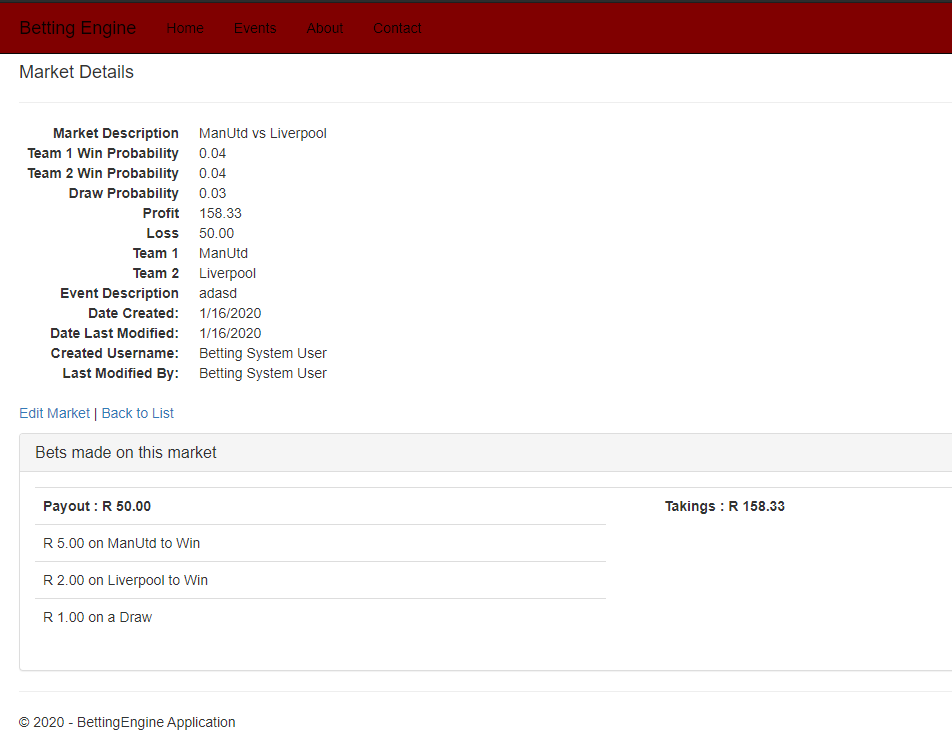 Betting Engine Home Events About Contact
Market Details
Market Description ManUtd vs Liverpool
Team 1 Win Probability 0.04
Team 2 Win Probability 0.04
Draw Probability 0.03
Profit 158.33
Loss 50.00
Team 1 ManUtd
Team 2 Liverpool
Event Description adasd
Date Created: 1/16/2020
Date Last Modified: 1/16/2020
Created Username: Betting System User
Last Modified By: Betting System User
Edit Market | Back to List
Bets made on this market
Payout : R 50.00 Takings : R 158.33
R 5.00 on ManUtd to Win
R 2.00 on Liverpool to Win
R 1.00 on a Draw
© 2020 - BettingEngine Application